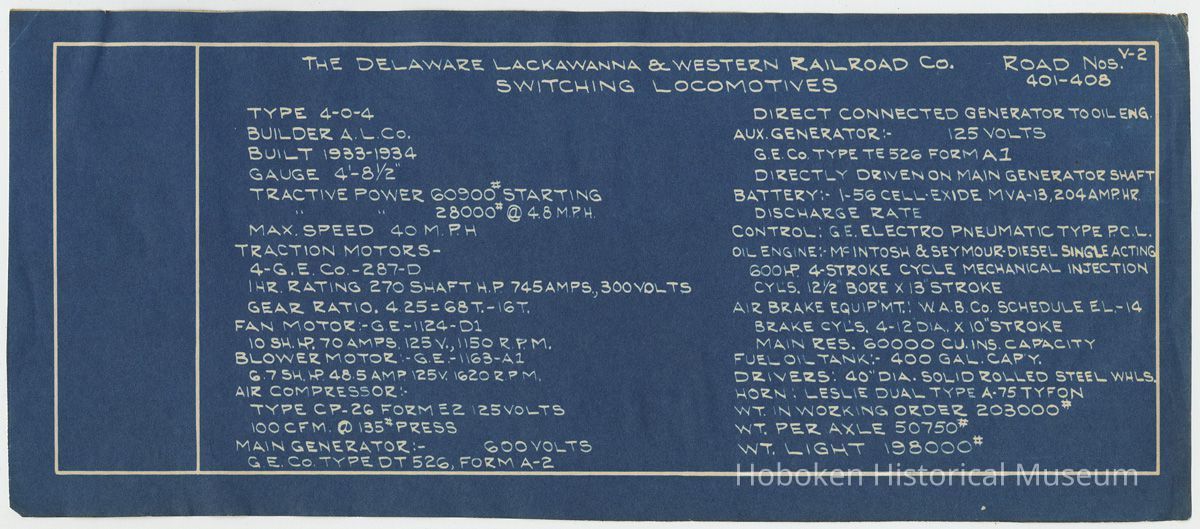 THE DELAWARE LACKAWANNA & WESTERN RAILROAD CO.
SWITCHING LOCOMOTIVES
ROAD NOS. Y-2
401-408
TYPE 4-0-4
BUILDER A.L.CO.
BUILT 1933-1934
GAUGE 4'-8½"
TRACTIVE POWER 60900# STARTING
" " 28000# @ 4.8 M.P.H.
MAX. SPEED 40 M.P.H
TRACTION MOTORS-
4-G.E.CO.-287-D
1HR. RATING 270 SHAFT H.P 745 AMPS., 300 VOLTS
GEAR RATIO. 4.25 = 68T.-16T.
FAN MOTOR:-GE-1124-D1
10 SH.HP. 70 AMPS. 125 V., 1150 R.P.M.
BLOWER MOTOR:-G.E.-1163-A1
6.7 SH. HP 48.5 AMP 125V. 1620 R.P.M.
AIR COMPRESSOR:-
TYPE CP-26 FORM E2 125 VOLTS
100 CFM. @ 135# PRESS
MAIN GENERATOR:- 600 VOLTS
G.E.CO. TYPE DT 526, FORM A-2
DIRECT CONNECTED GENERATOR TO OIL ENG.
AUX. GENERATOR:- 125 VOLTS
G.E.CO. TYPE TE 526 FORM A1
DIRECTLY DRIVEN ON MAIN GENERATOR SHAFT
BATTERY:- 1-56 CELL-EXIDE MVA-13, 204 AMP.HR.
DISCHARGE RATE
CONTROL: G.E. ELECTRO PNEUMATIC TYPE P.C.L.
OIL ENGINE:- MCINTOSH & SEYMOUR-DIESEL SINGLE ACTING
600 HP. 4-STROKE CYCLE MECHANICAL INJECTION
CYLS. 12½ BORE X 13" STROKE
AIR BRAKE EQUIP'MT.: W.A.B.CO. SCHEDULE EL-14
BRAKE CYL'S. 4-12 DIA. X 10" STROKE
MAIN RES. 60000 CU. INS. CAPACITY
FUEL OIL TANK:- 400 GAL. CAP'Y.
DRIVERS: 40" DIA. SOLID ROLLED STEEL WHLS.
HORN: LESLIE DUAL TYPE A-75 TYFON
WT. IN WORKING ORDER 203000#
WT. PER AXLE 50750#
WT. LIGHT 198000#
Hoboken Historical Museum